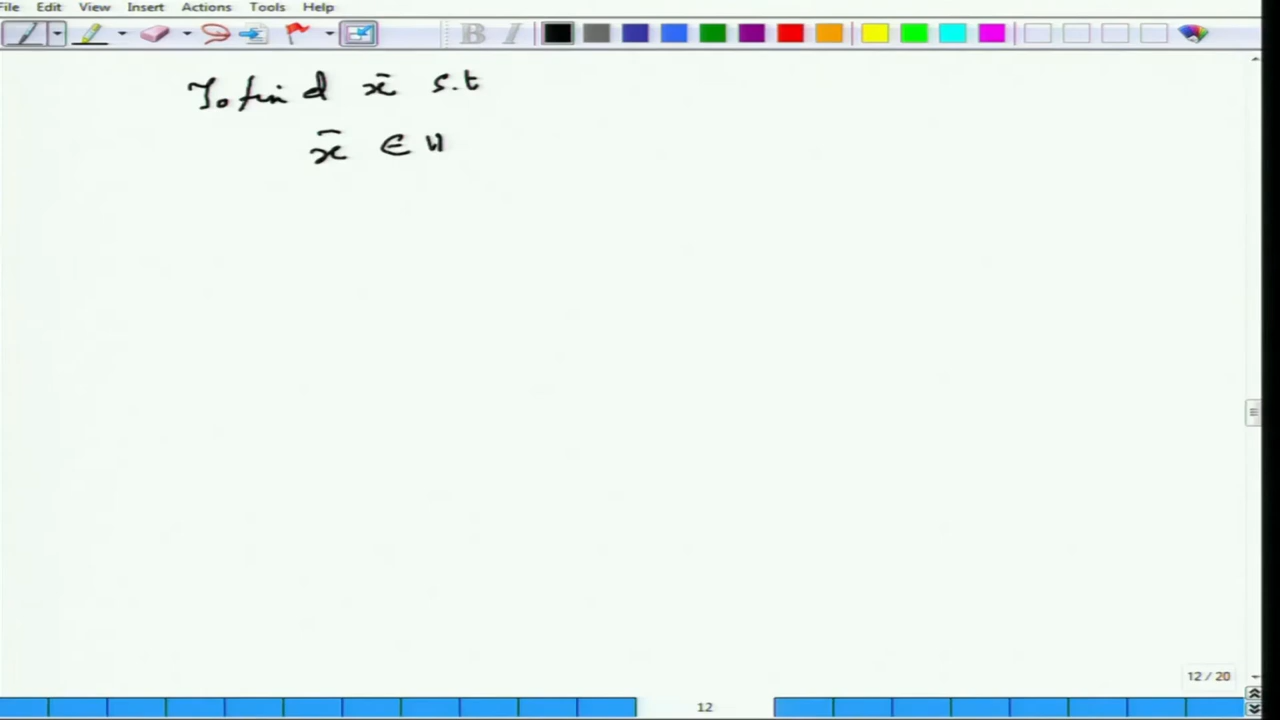 File Edit View Insert Actions Tools Help
B I
To find x̄ s.t
x̄ ∈
12 / 20
12